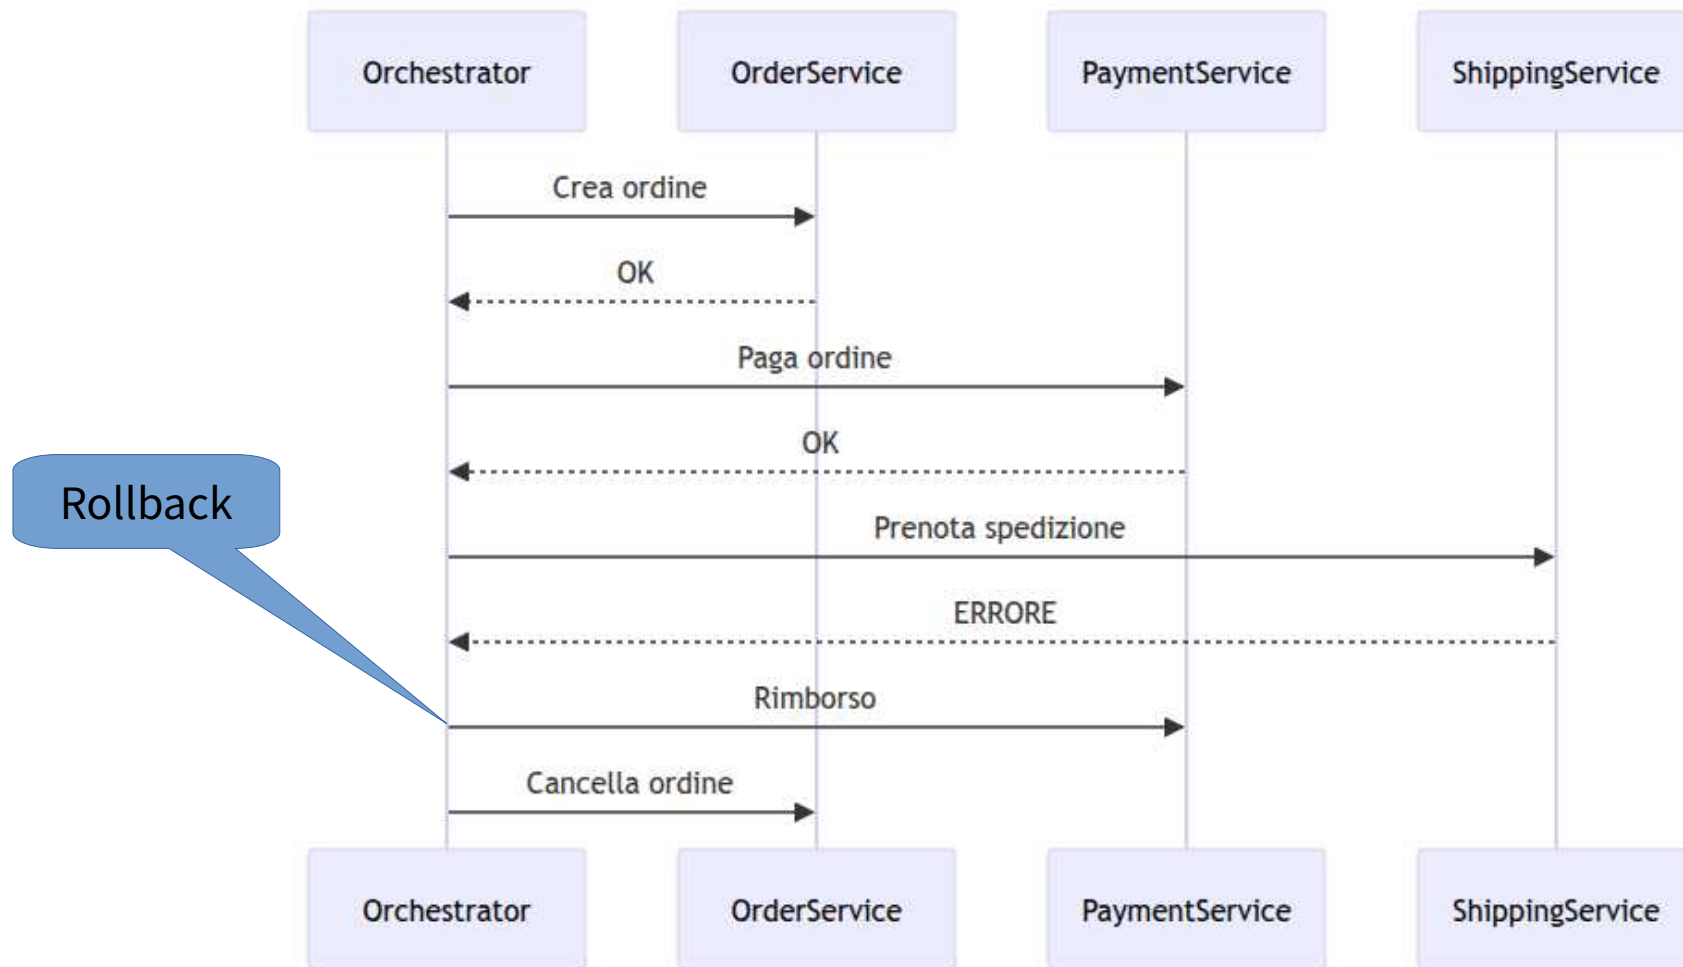 Orchestrator
OrderService
PaymentService
ShippingService
Crea ordine
OK
Paga ordine
OK
Rollback
Prenota spedizione
ERRORE
Rimborso
Cancella ordine
Orchestrator
OrderService
PaymentService
ShippingService